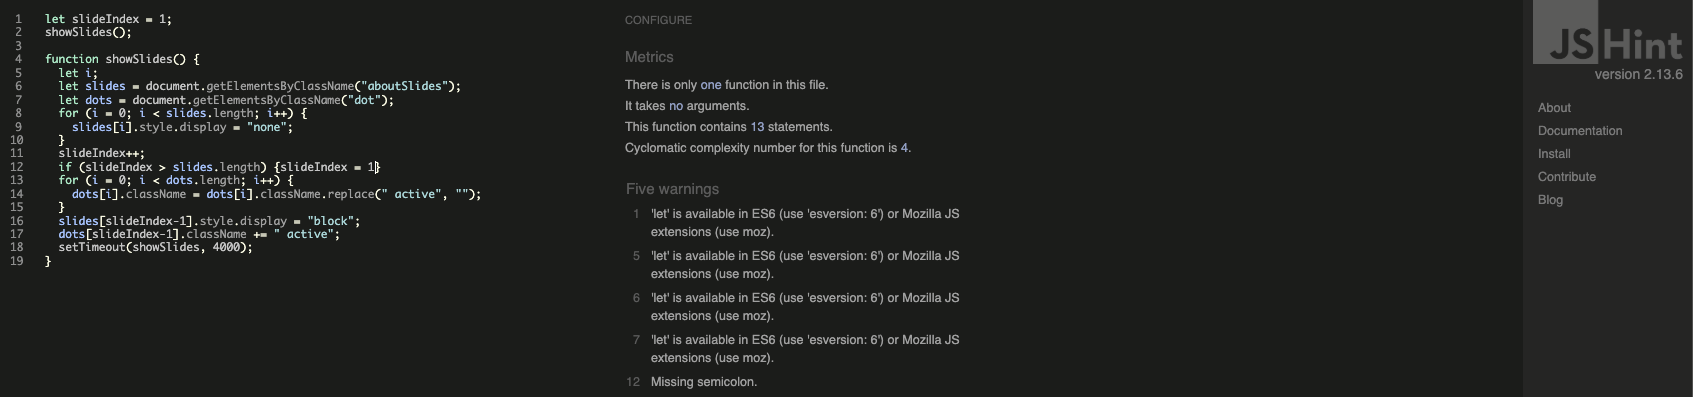 1 let slideIndex = 1;
2 showSlides();
3
4 function showSlides() {
5 let i;
6 let slides = document.getElementsByClassName("aboutSlides");
7 let dots = document.getElementsByClassName("dot");
8 for (i = 0; i < slides.length; i++) {
9 slides[i].style.display = "none";
10 }
11 slideIndex++;
12 if (slideIndex > slides.length) {slideIndex = 1}
13 for (i = 0; i < dots.length; i++) {
14 dots[i].className = dots[i].className.replace(" active", "");
15 }
16 slides[slideIndex-1].style.display = "block";
17 dots[slideIndex-1].className += " active";
18 setTimeout(showSlides, 4000);
19 }
CONFIGURE
Metrics
There is only one function in this file.
It takes no arguments.
This function contains 13 statements.
Cyclomatic complexity number for this function is 4.
Five warnings
1 'let' is available in ES6 (use 'esversion: 6') or Mozilla JS
extensions (use moz).
5 'let' is available in ES6 (use 'esversion: 6') or Mozilla JS
extensions (use moz).
6 'let' is available in ES6 (use 'esversion: 6') or Mozilla JS
extensions (use moz).
7 'let' is available in ES6 (use 'esversion: 6') or Mozilla JS
extensions (use moz).
12 Missing semicolon.
JSHint
version 2.13.6
About
Documentation
Install
Contribute
Blog